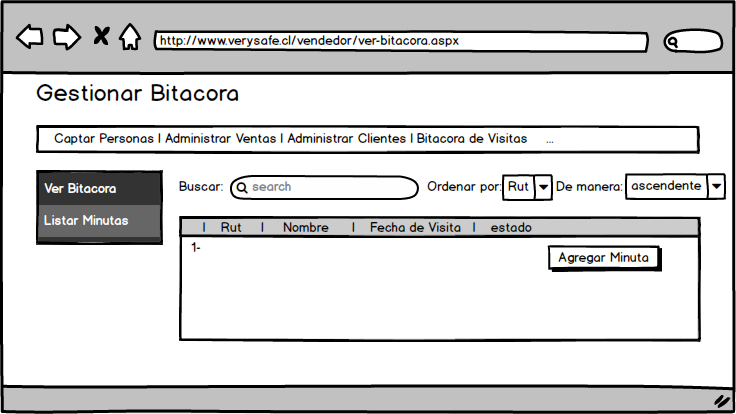 http://www.verysafe.cl/vendedor/ver-bitacora.aspx
Gestionar Bitacora
Captar Personas | Administrar Ventas | Administrar Clientes | Bitacora de Visitas ...
Ver Bitacora
Listar Minutas
Buscar: search Ordenar por: Rut De manera: ascendente
| Rut | Nombre | Fecha de Visita | estado
1-
Agregar Minuta